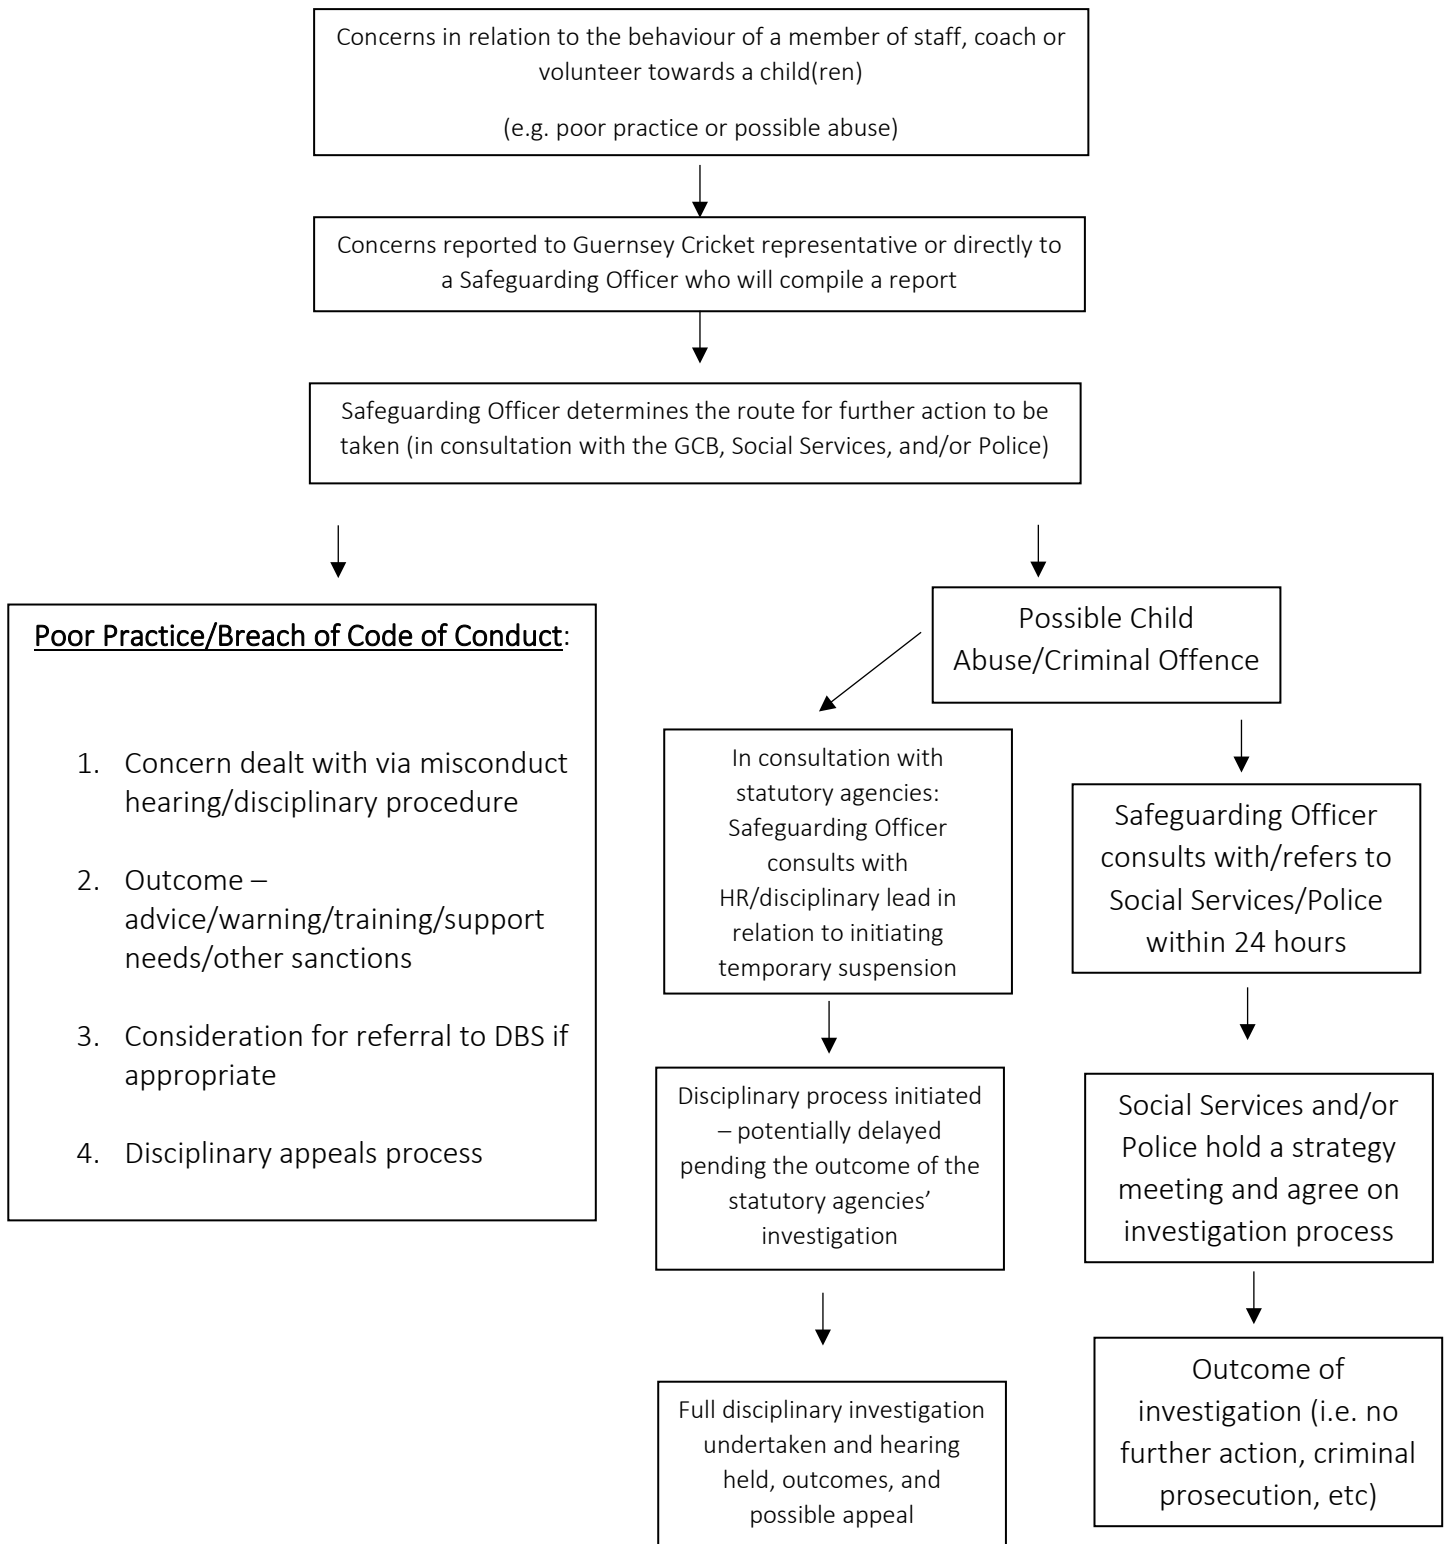 Concerns in relation to the behaviour of a member of staff, coach or
volunteer towards a child(ren)
(e.g. poor practice or possible abuse)
Concerns reported to Guernsey Cricket representative or directly to
a Safeguarding Officer who will compile a report
Safeguarding Officer determines the route for further action to be
taken (in consultation with the GCB, Social Services, and/or Police)
Poor Practice/Breach of Code of Conduct:
1. Concern dealt with via misconduct
hearing/disciplinary procedure
2. Outcome –
advice/warning/training/support
needs/other sanctions
3. Consideration for referral to DBS if
appropriate
4. Disciplinary appeals process
Possible Child
Abuse/Criminal Offence
In consultation with
statutory agencies:
Safeguarding Officer
consults with
HR/disciplinary lead in
relation to initiating
temporary suspension
Disciplinary process initiated
– potentially delayed
pending the outcome of the
statutory agencies’
investigation
Full disciplinary investigation
undertaken and hearing
held, outcomes, and
possible appeal
Safeguarding Officer
consults with/refers to
Social Services/Police
within 24 hours
Social Services and/or
Police hold a strategy
meeting and agree on
investigation process
Outcome of
investigation (i.e. no
further action, criminal
prosecution, etc)